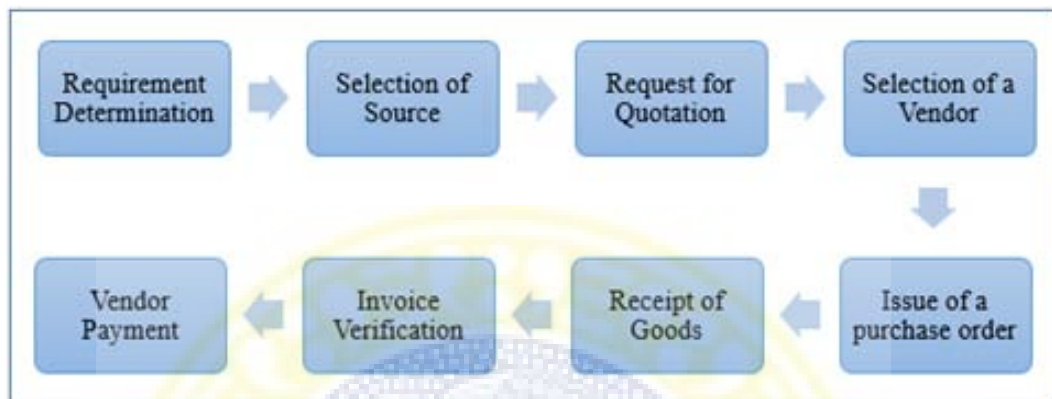 Requirement
Determination
Selection of
Source
Request for
Quotation
Selection of a
Vendor
Issue of a
purchase order
Receipt of
Goods
Invoice
Verification
Vendor
Payment